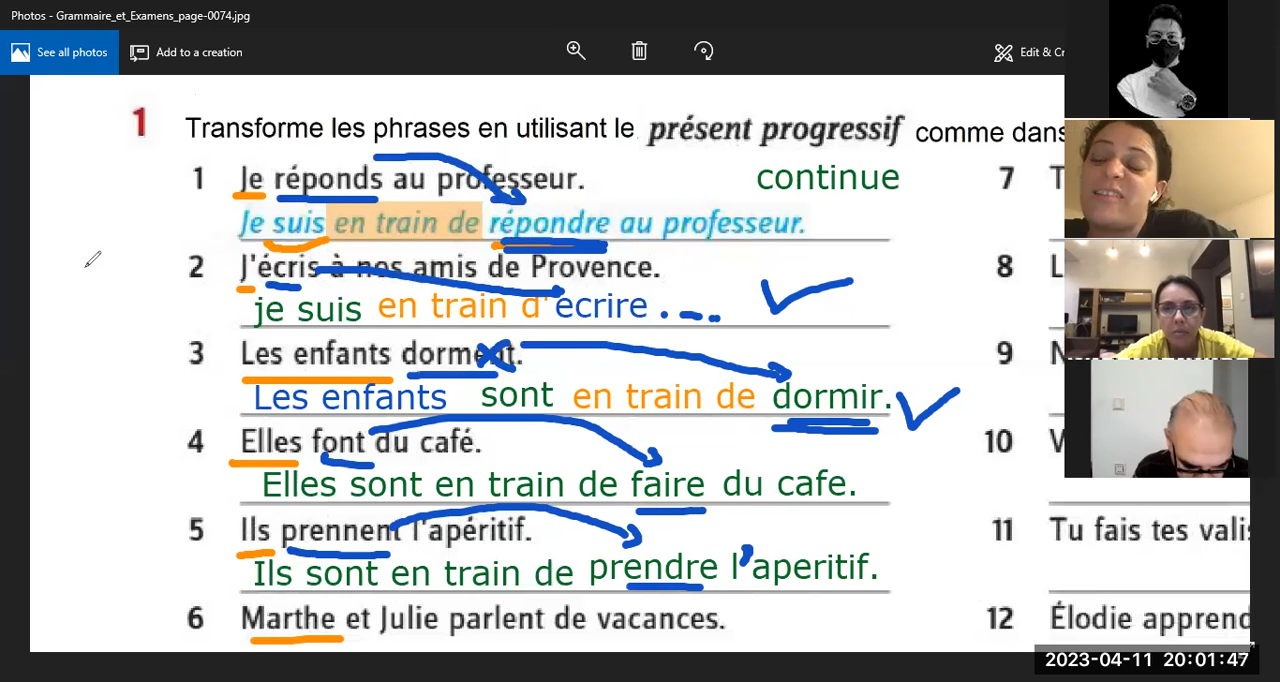 Photos - Grammaire_et_Examens_page-0074.jpg
See all photos
Add to a creation
Edit & Cr
1 Transforme les phrases en utilisant le présent progressif comme dans
1 Je réponds au professeur. continue
Je suis en train de répondre au professeur.
2 J'écris à nos amis de Provence.
je suis en train d'écrire ....
3 Les enfants dorment.
Les enfants sont en train de dormir.
4 Elles font du café.
Elles sont en train de faire du cafe.
5 Ils prennent l'apéritif.
Ils sont en train de prendre l'aperitif.
6 Marthe et Julie parlent de vacances.
7 T
8 L
9
10 V
11 Tu fais tes valis
12 Élodie apprend
2023-04-11 20:01:47